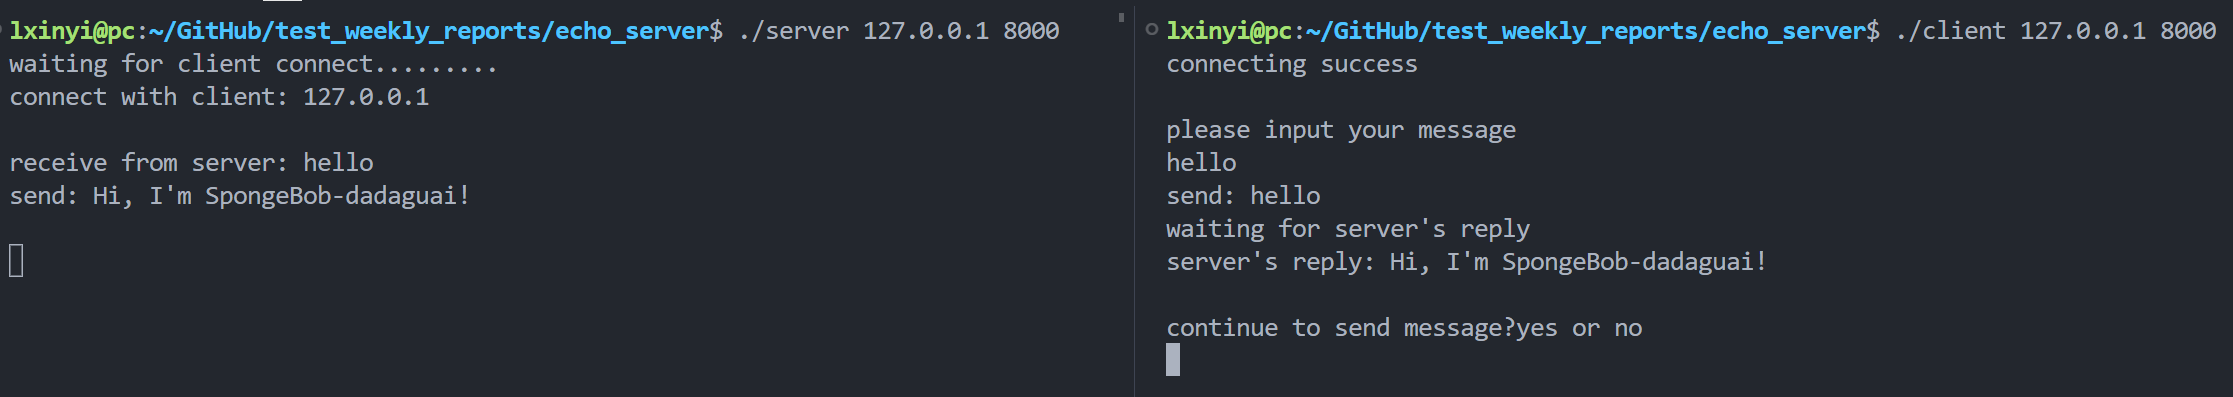 lxinyi@pc:~/GitHub/test_weekly_reports/echo_server$ ./server 127.0.0.1 8000
waiting for client connect.........
connect with client: 127.0.0.1
receive from server: hello
send: Hi, I'm SpongeBob-dadaguai!
lxinyi@pc:~/GitHub/test_weekly_reports/echo_server$ ./client 127.0.0.1 8000
connecting success
please input your message
hello
send: hello
waiting for server's reply
server's reply: Hi, I'm SpongeBob-dadaguai!
continue to send message?yes or no